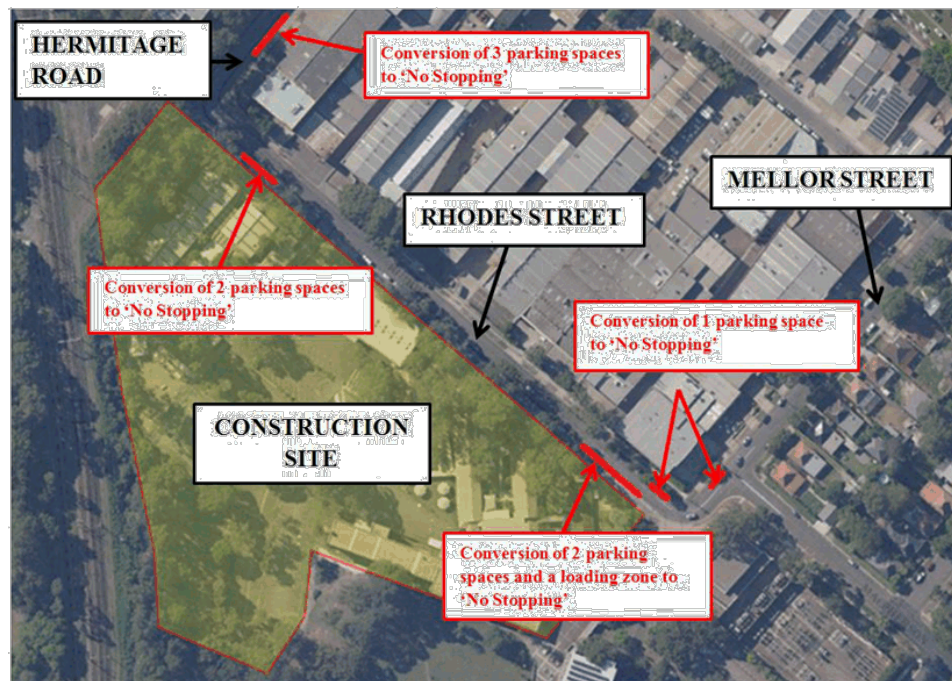 HERMITAGE
ROAD
Conversion of 3 parking spaces
to ‘No Stopping’
MELLOR STREET
RHODES STREET
Conversion of 2 parking spaces
to ‘No Stopping’
Conversion of 1 parking space
to ‘No Stopping’
CONSTRUCTION
SITE
Conversion of 2 parking
spaces and a loading zone to
‘No Stopping’